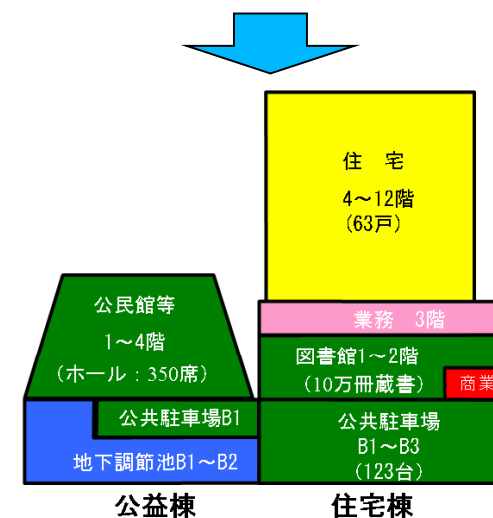 住　宅
4～12階
(63戸)
業務　3階
公民館等
1～4階
（ホール：350席）
図書館1～2階
(10万冊蔵書)
商業
公共駐車場B1
地下調節池B1～B2
公共駐車場
B1～B3
(123台)
公益棟
住宅棟